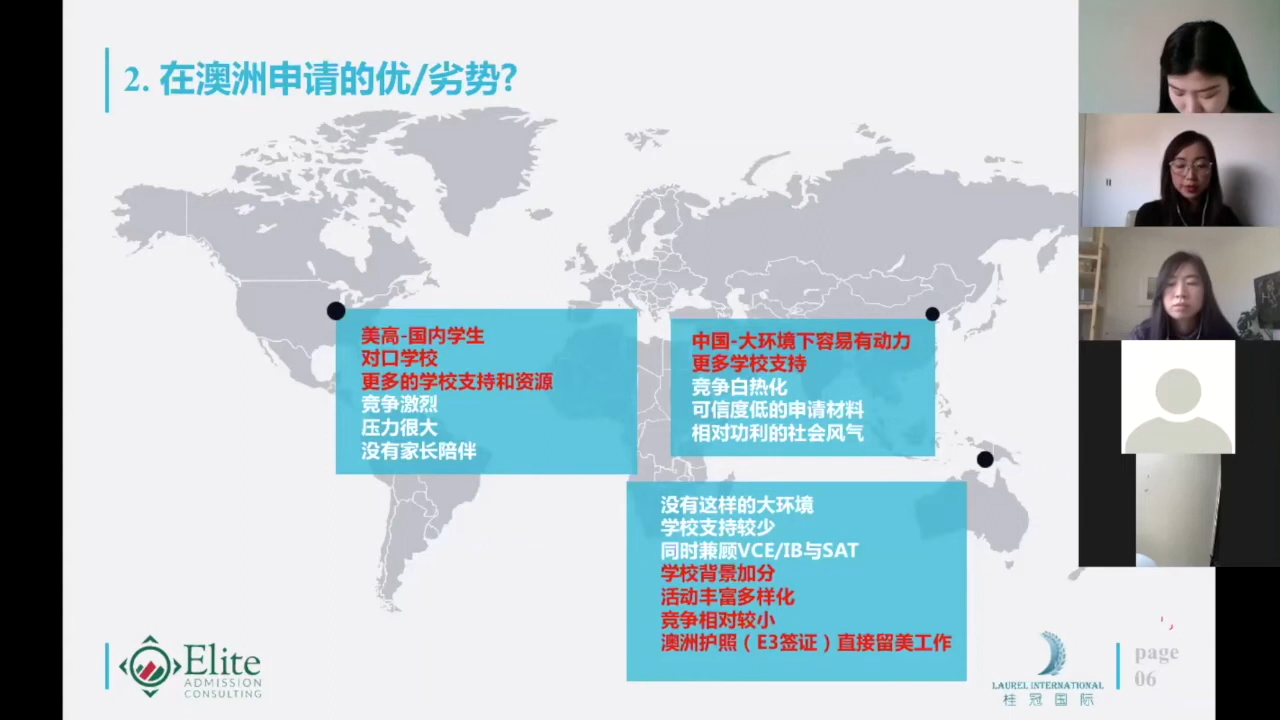 2. 在澳洲申请的优/劣势?
美高-国内学生
对口学校
更多的学校支持和资源
竞争激烈
压力很大
没有家长陪伴
中国-大环境下容易有动力
更多学校支持
竞争白热化
可信度低的申请材料
相对功利的社会风气
没有这样的大环境
学校支持较少
同时兼顾VCE/IB与SAT
学校背景加分
活动丰富多样化
竞争相对较小
澳洲护照（E3签证）直接留美工作
Elite
ADMISSION
CONSULTING
LAUREL INTERNATIONAL
桂冠国际
page
06